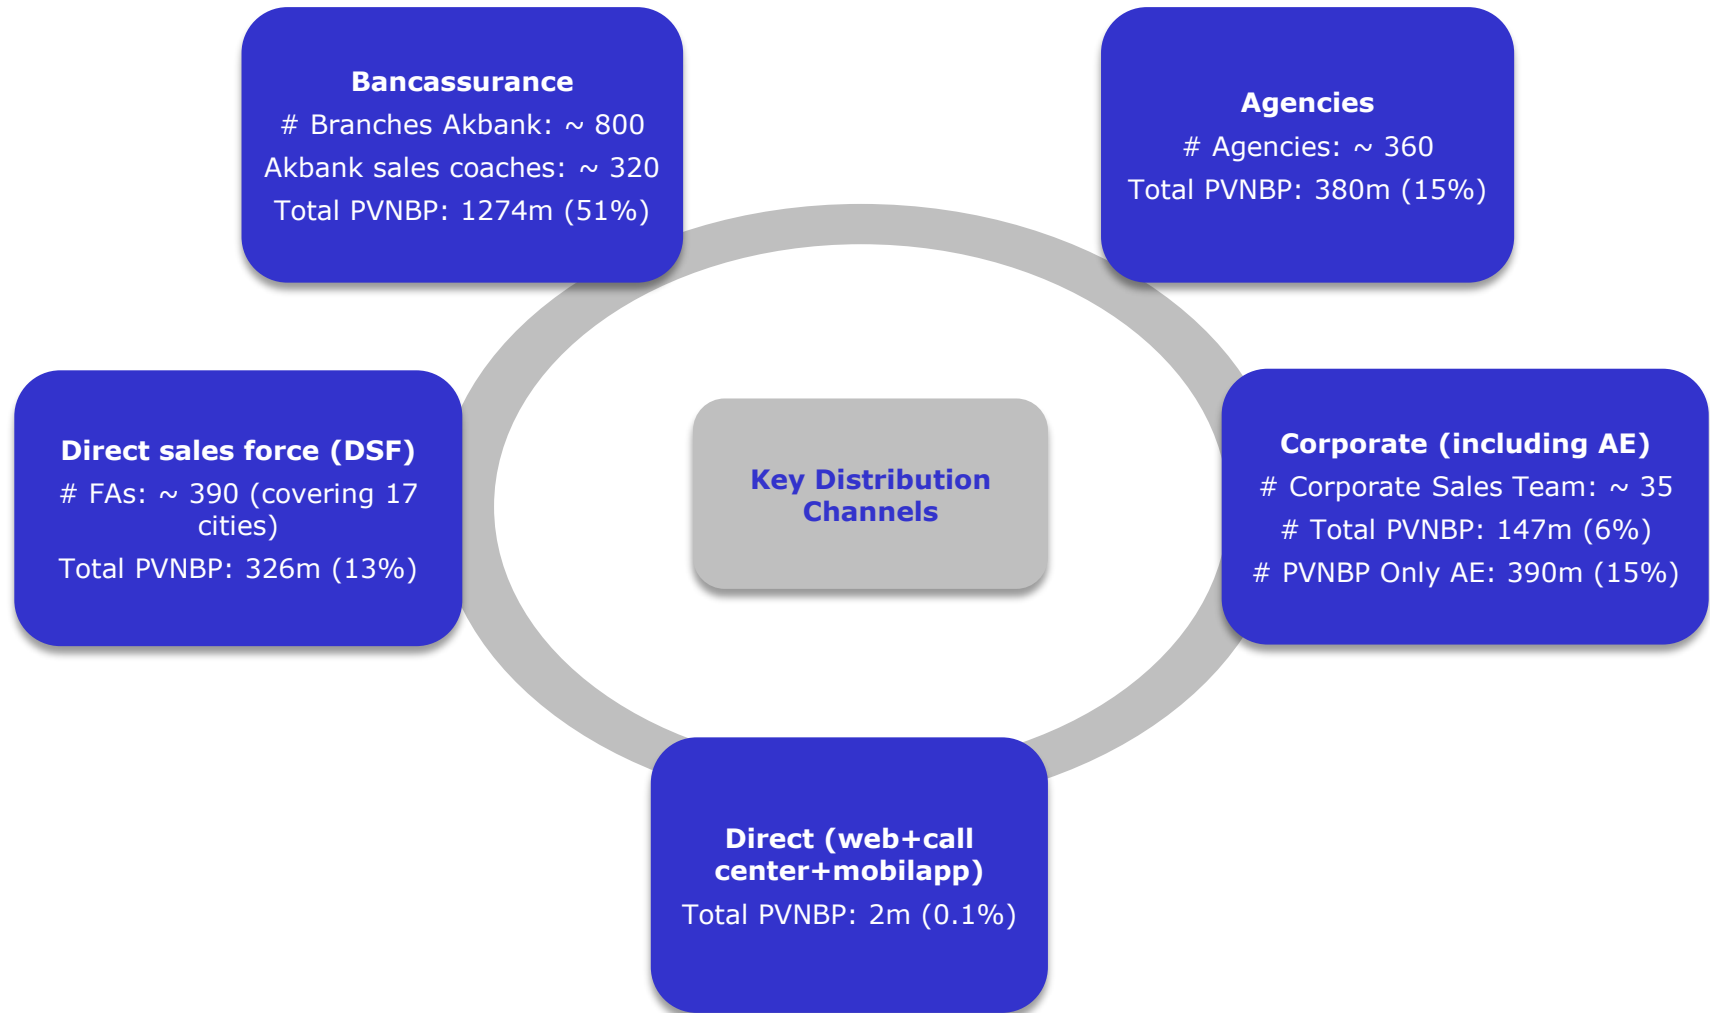 Bancassurance
# Branches Akbank: ~ 800
Akbank sales coaches: ~ 320
Total PVNBP: 1274m (51%)
Agencies
# Agencies: ~ 360
Total PVNBP: 380m (15%)
Direct sales force (DSF)
# FAs: ~ 390 (covering 17
cities)
Total PVNBP: 326m (13%)
Key Distribution
Channels
Corporate (including AE)
# Corporate Sales Team: ~ 35
# Total PVNBP: 147m (6%)
# PVNBP Only AE: 390m (15%)
Direct (web+call
center+mobilapp)
Total PVNBP: 2m (0.1%)